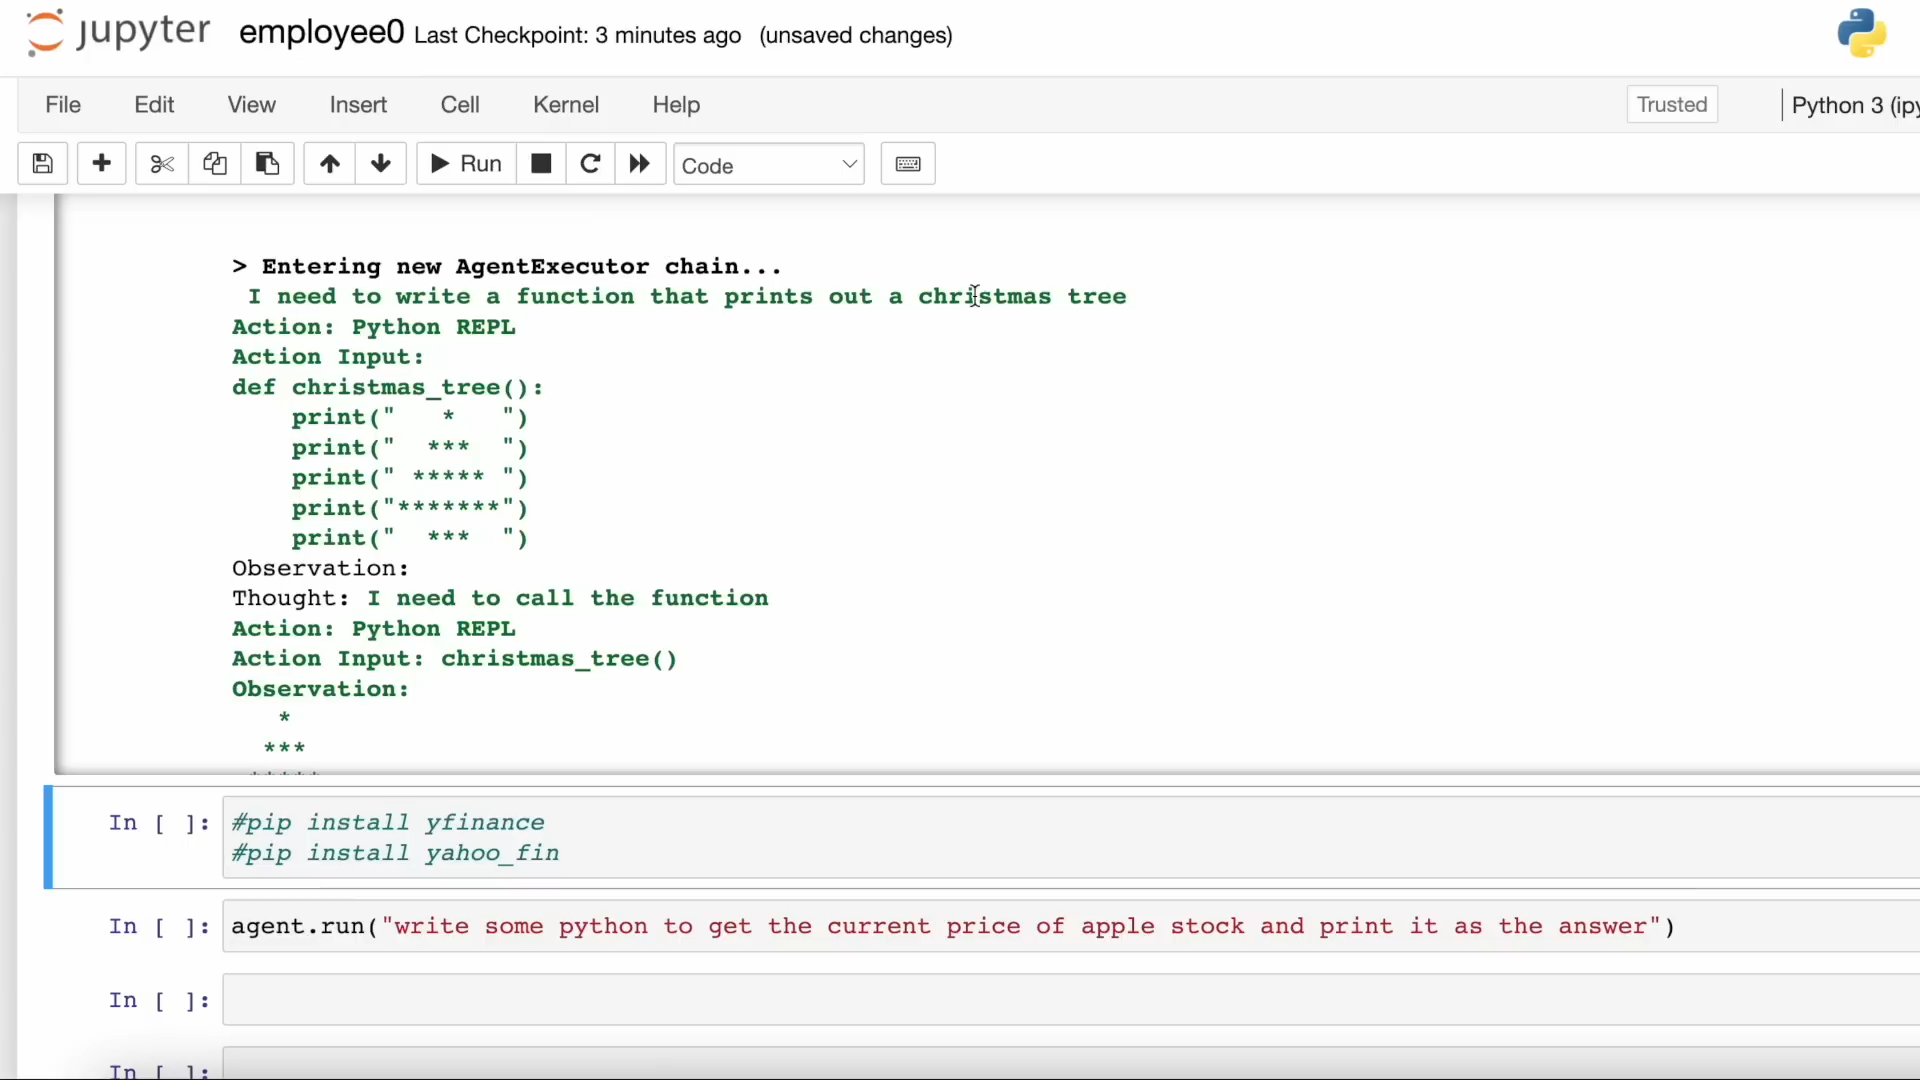 jupyter employee0 Last Checkpoint: 3 minutes ago (unsaved changes)
File Edit View Insert Cell Kernel Help Trusted Python 3 (ipy
Run Code
> Entering new AgentExecutor chain...
I need to write a function that prints out a christmas tree
Action: Python REPL
Action Input:
def christmas_tree():
    print("   *   ")
    print("  ***  ")
    print(" ***** ")
    print("*******")
    print("  ***  ")
Observation:
Thought: I need to call the function
Action: Python REPL
Action Input: christmas_tree()
Observation:
   *
  ***
 *****
In [ ]: #pip install yfinance
#pip install yahoo_fin
In [ ]: agent.run("write some python to get the current price of apple stock and print it as the answer")
In [ ]:
In [ ]: